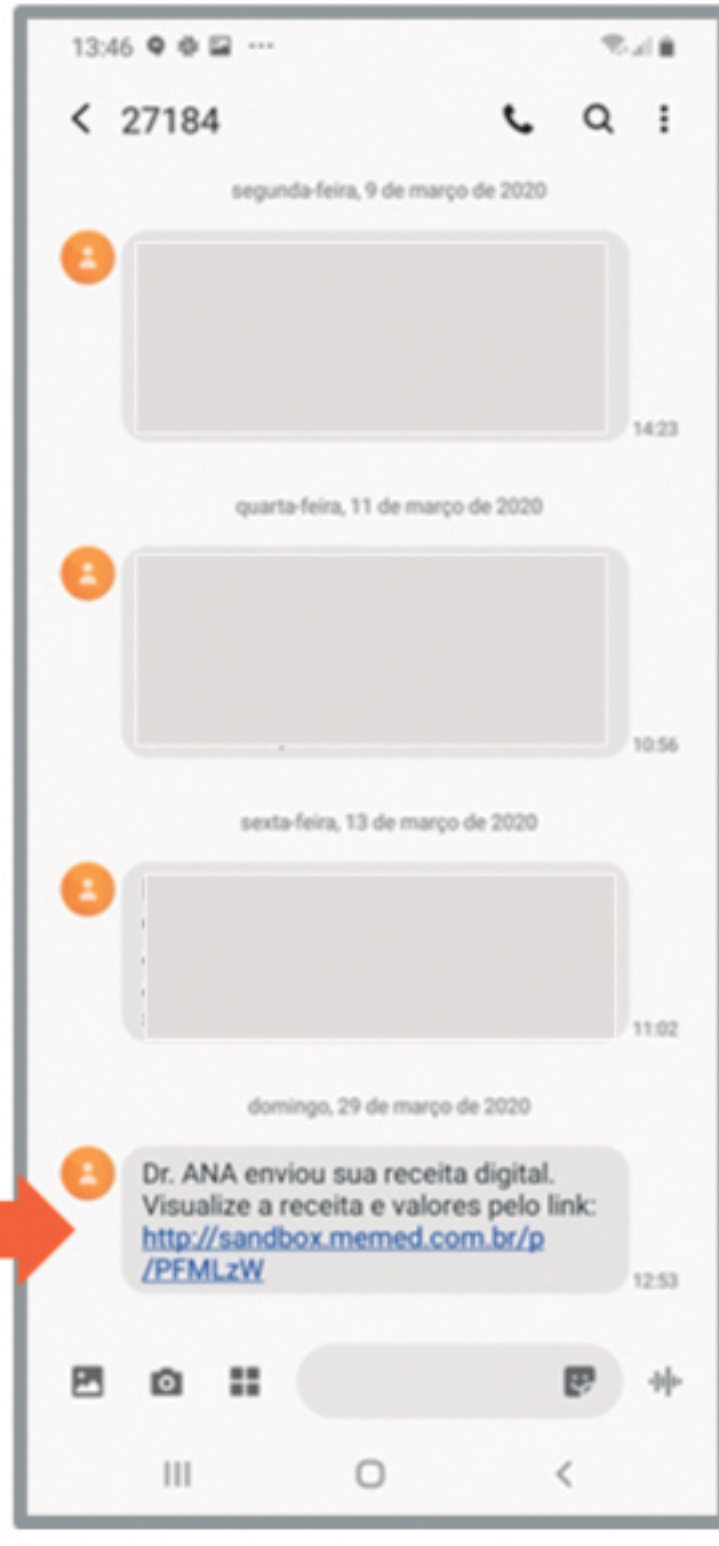 13:46
27184
segunda-feira, 9 de março de 2020
14:23
quarta-feira, 11 de março de 2020
10:56
sexta-feira, 13 de março de 2020
11:02
domingo, 29 de março de 2020
Dr. ANA enviou sua receita digital.
Visualize a receita e valores pelo link:
http://sandbox.memed.com.br/p
/PFMLzW
12:53